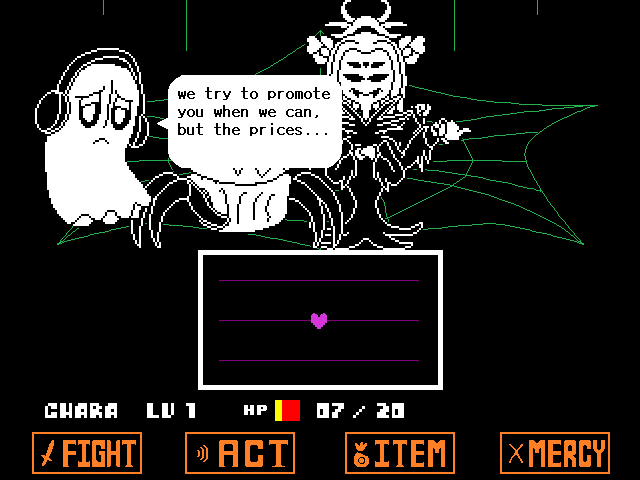 we try to promote
you when we can,
but the prices...
CHARA LV 1 HP 07 / 20
FIGHT ACT ITEM MERCY